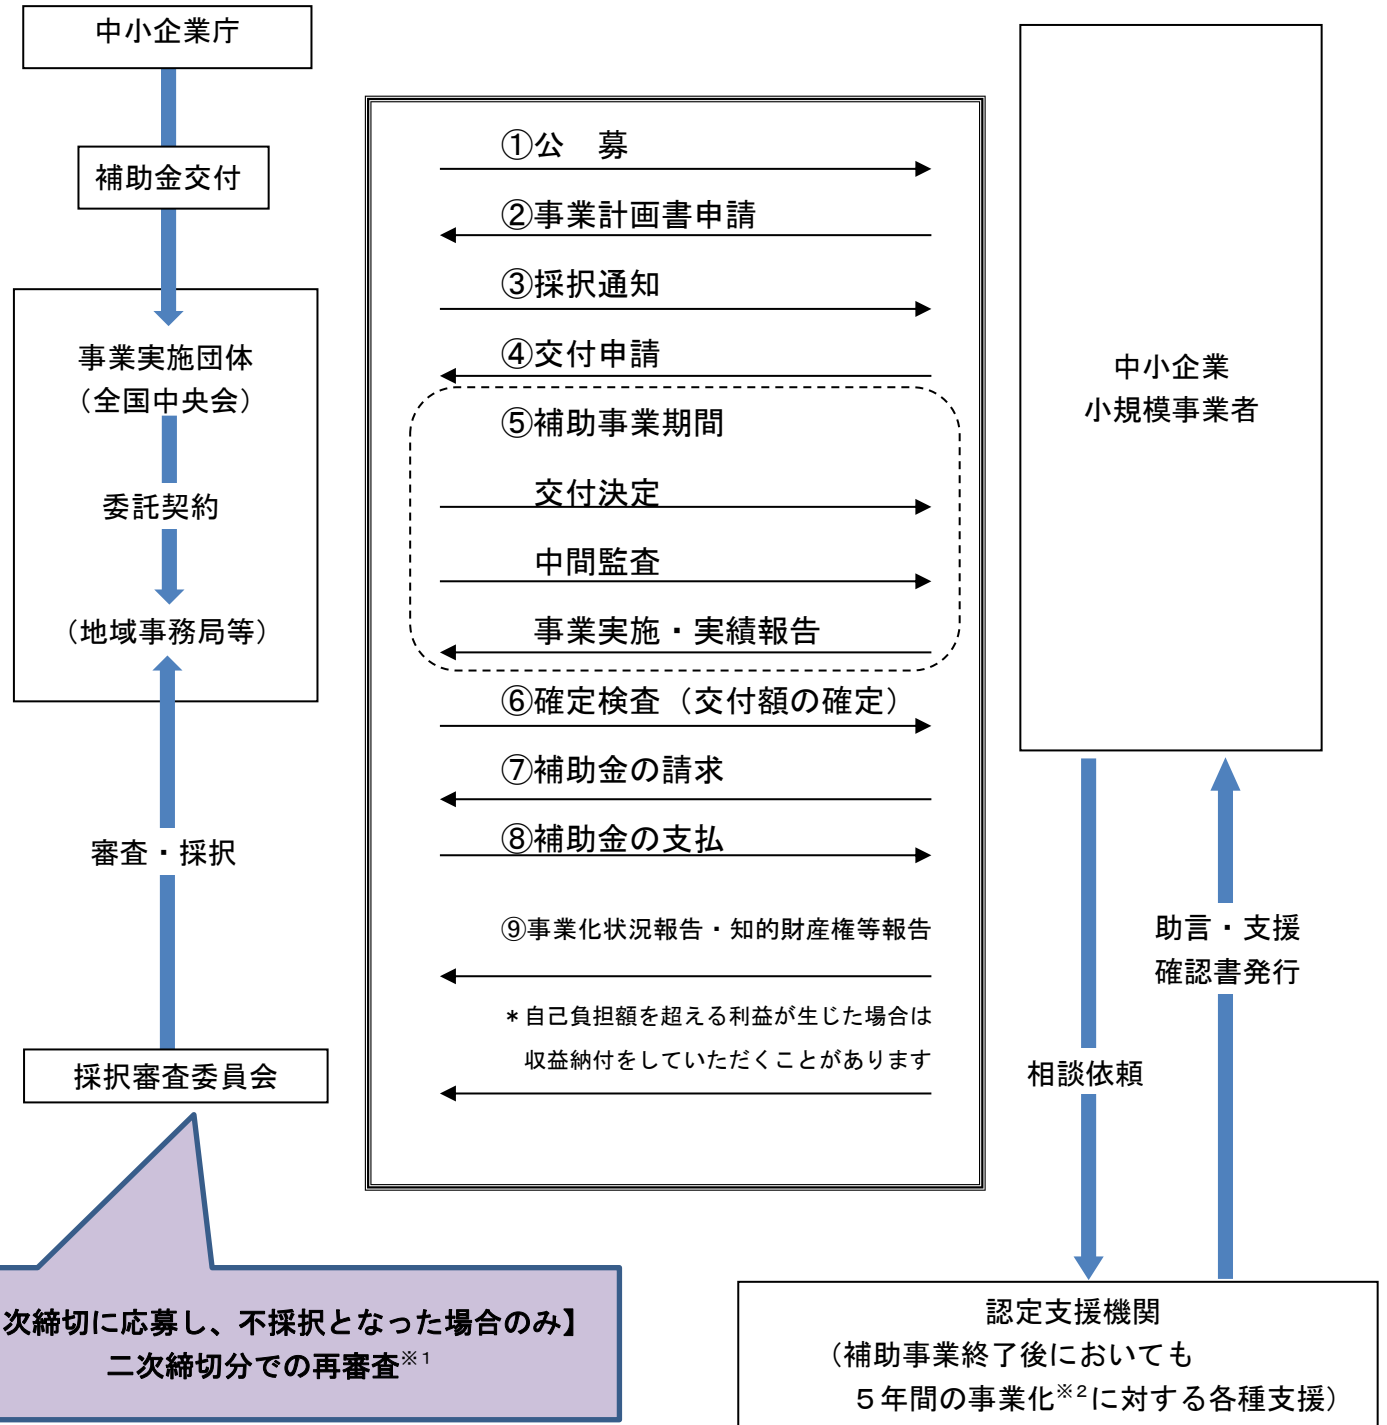 中小企業庁
補助金交付
事業実施団体
（全国中央会）
委託契約
（地域事務局等）
審査・採択
採択審査委員会
次締切に応募し、不採択となった場合のみ】
二次締切分での再審査※1
①公　募
②事業計画書申請
③採択通知
④交付申請
⑤補助事業期間
交付決定
中間監査
事業実施・実績報告
⑥確定検査（交付額の確定）
⑦補助金の請求
⑧補助金の支払
⑨事業化状況報告・知的財産権等報告
＊自己負担額を超える利益が生じた場合は
収益納付をしていただくことがあります
中小企業
小規模事業者
助言・支援
確認書発行
相談依頼
認定支援機関
（補助事業終了後においても
５年間の事業化※2に対する各種支援）